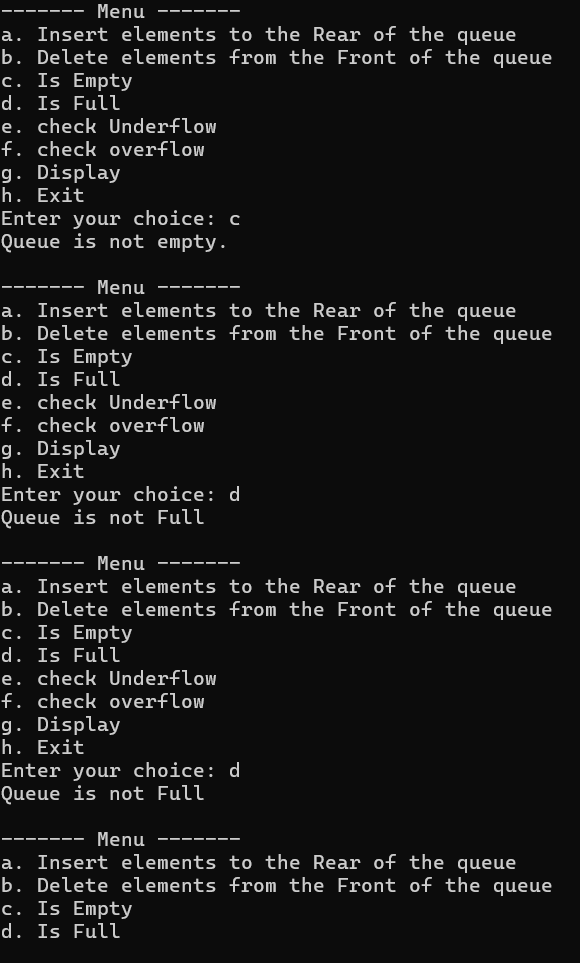 ------- Menu -------
a. Insert elements to the Rear of the queue
b. Delete elements from the Front of the queue
c. Is Empty
d. Is Full
e. check Underflow
f. check overflow
g. Display
h. Exit
Enter your choice: c
Queue is not empty.
------- Menu -------
a. Insert elements to the Rear of the queue
b. Delete elements from the Front of the queue
c. Is Empty
d. Is Full
e. check Underflow
f. check overflow
g. Display
h. Exit
Enter your choice: d
Queue is not Full
------- Menu -------
a. Insert elements to the Rear of the queue
b. Delete elements from the Front of the queue
c. Is Empty
d. Is Full
e. check Underflow
f. check overflow
g. Display
h. Exit
Enter your choice: d
Queue is not Full
------- Menu -------
a. Insert elements to the Rear of the queue
b. Delete elements from the Front of the queue
c. Is Empty
d. Is Full